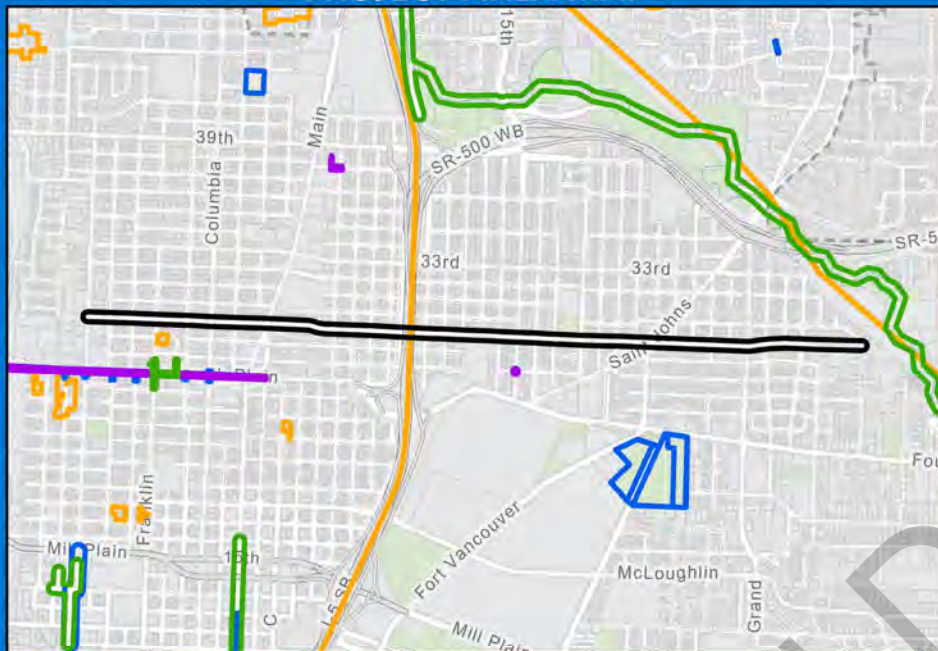 15th
39th
Main
SR-500 WB
Columbia
33rd
33rd
SR-5
Saint Johns
Plain
Fou
Franklin
Fort Vancouver
Mill Plain
15th
McLoughlin
Grand
C
I-5 SB
Mill Plain